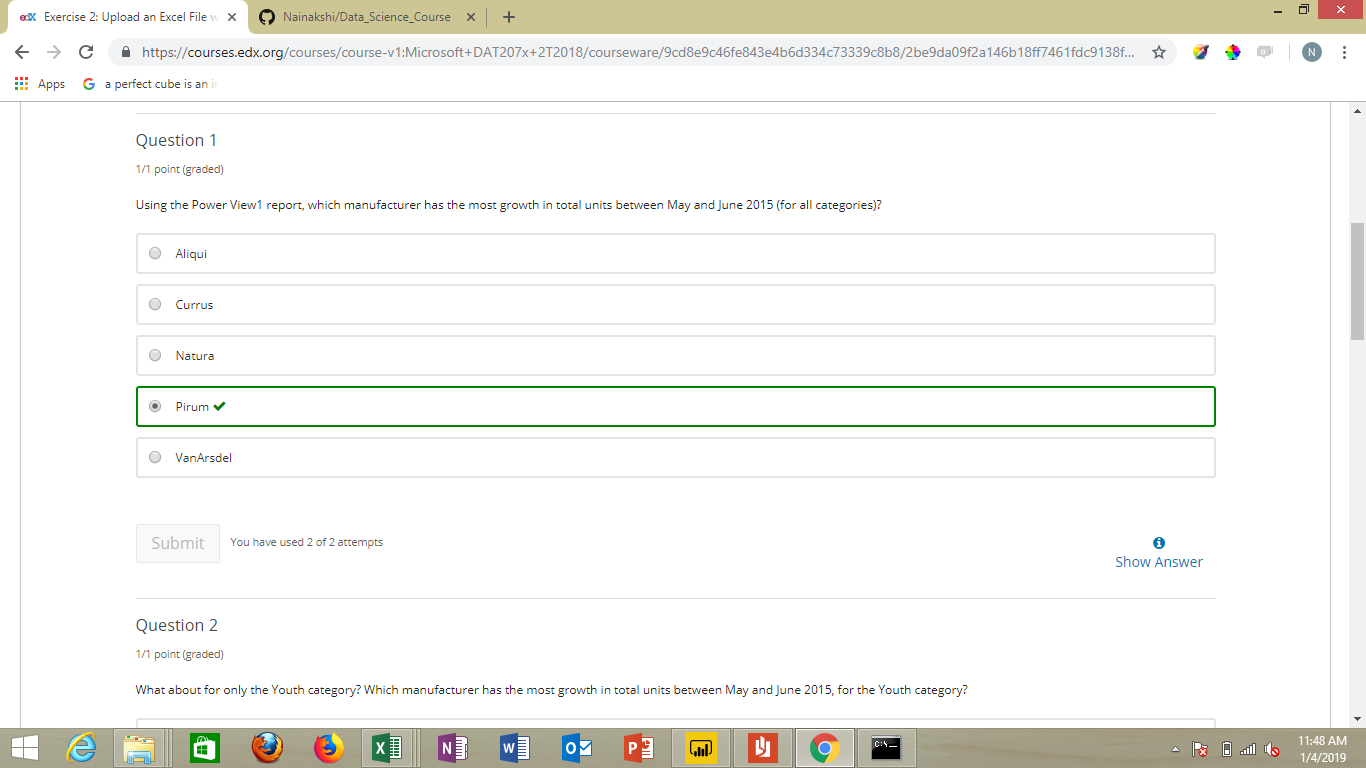 edX Exercise 2: Upload an Excel File w
Nainakshi/Data_Science_Course
https://courses.edx.org/courses/course-v1:Microsoft+DAT207x+2T2018/courseware/9cd8e9c46fe843e4b6d334c73339c8b8/2be9da09f2a146b18ff7461fdc9138f...
N
Apps
a perfect cube is an i
Question 1
1/1 point (graded)
Using the Power View1 report, which manufacturer has the most growth in total units between May and June 2015 (for all categories)?
Aliqui
Currus
Natura
Pirum
VanArsdel
Submit
You have used 2 of 2 attempts
Show Answer
Question 2
1/1 point (graded)
What about for only the Youth category? Which manufacturer has the most growth in total units between May and June 2015, for the Youth category?
11:48 AM
1/4/2019